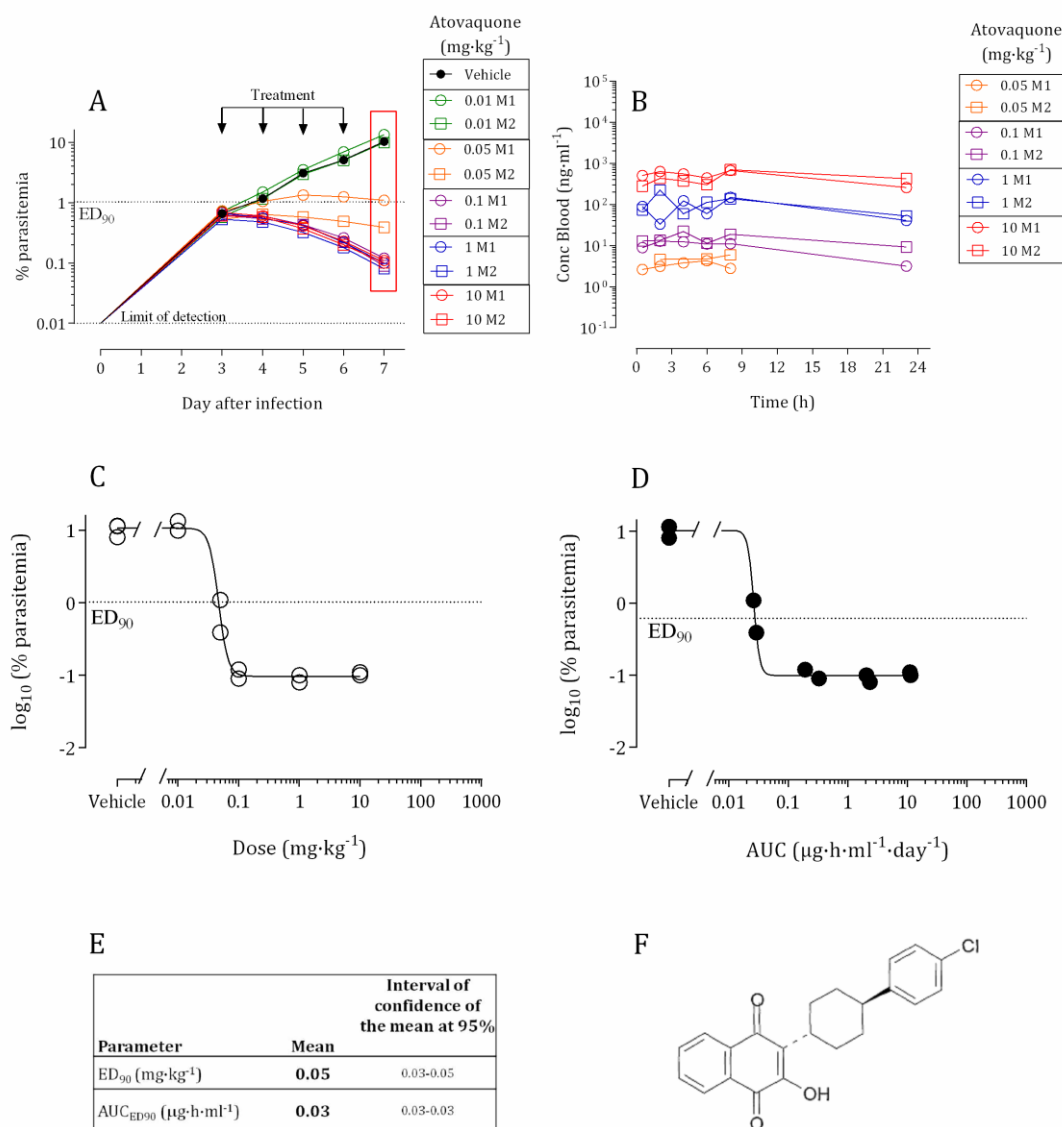 A
Treatment
% parasitemia
10
1
0.1
0.01
ED90
Limit of detection
0 1 2 3 4 5 6 7
Day after infection
Atovaquone
(mg·kg⁻¹)
Vehicle
0.01 M1
0.01 M2
0.05 M1
0.05 M2
0.1 M1
0.1 M2
1 M1
1 M2
10 M1
10 M2
B
Conc Blood (ng·ml⁻¹)
10⁵
10⁴
10³
10²
10¹
10⁰
10⁻¹
0 3 6 9 12 15 18 21 24
Time (h)
Atovaquone
(mg·kg⁻¹)
0.05 M1
0.05 M2
0.1 M1
0.1 M2
1 M1
1 M2
10 M1
10 M2
C
log₁₀ (% parasitemia)
1
0
-1
-2
ED₉₀
Vehicle 0.01 0.1 1 10 100 1000
Dose (mg·kg⁻¹)
D
log₁₀ (% parasitemia)
1
0
-1
-2
ED₉₀
Vehicle 0.01 0.1 1 10 100 1000
AUC (µg·h·ml⁻¹·day⁻¹)
E
Parameter Mean Interval of
confidence of
the mean at 95%
ED₉₀ (mg·kg⁻¹) 0.05 0.03-0.05
AUC_ED90 (µg·h·ml⁻¹) 0.03 0.03-0.03
F
Cl
O
OH
O